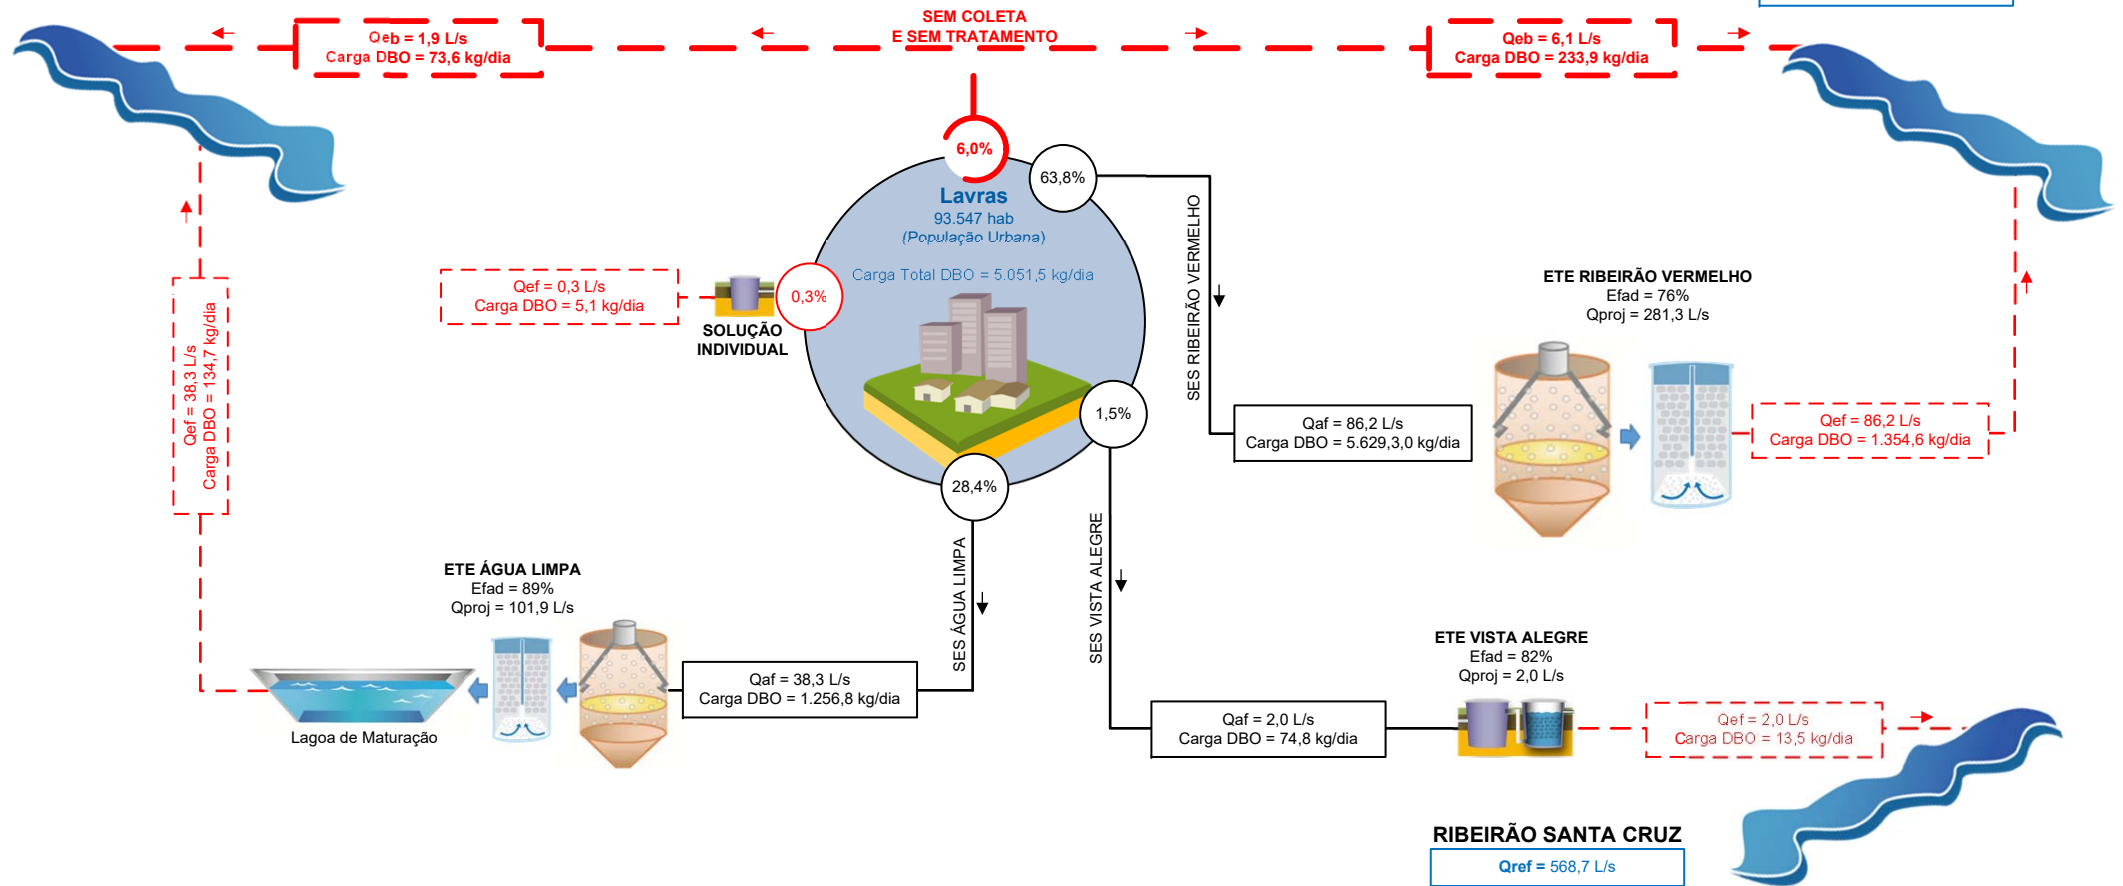 SEM COLETA
E SEM TRATAMENTO
Qeb = 1,9 L/s
Carga DBO = 73,6 kg/dia
Qeb = 6,1 L/s
Carga DBO = 233,9 kg/dia
6,0%
63,8%
Lavras
93.547 hab
(População Urbana)
Carga Total DBO = 5.051,5 kg/dia
0,3%
Qef = 0,3 L/s
Carga DBO = 5,1 kg/dia
SOLUÇÃO
INDIVIDUAL
1,5%
28,4%
SES RIBEIRÃO VERMELHO
Qaf = 86,2 L/s
Carga DBO = 5.629,3,0 kg/dia
ETE RIBEIRÃO VERMELHO
Efad = 76%
Qproj = 281,3 L/s
Qef = 86,2 L/s
Carga DBO = 1.354,6 kg/dia
Qef = 38,3 L/s
Carga DBO = 134,7 kg/dia
ETE ÁGUA LIMPA
Efad = 89%
Qproj = 101,9 L/s
Lagoa de Maturação
Qaf = 38,3 L/s
Carga DBO = 1.256,8 kg/dia
SES ÁGUA LIMPA
SES VISTA ALEGRE
Qaf = 2,0 L/s
Carga DBO = 74,8 kg/dia
ETE VISTA ALEGRE
Efad = 82%
Qproj = 2,0 L/s
Qef = 2,0 L/s
Carga DBO = 13,5 kg/dia
RIBEIRÃO SANTA CRUZ
Qref = 568,7 L/s